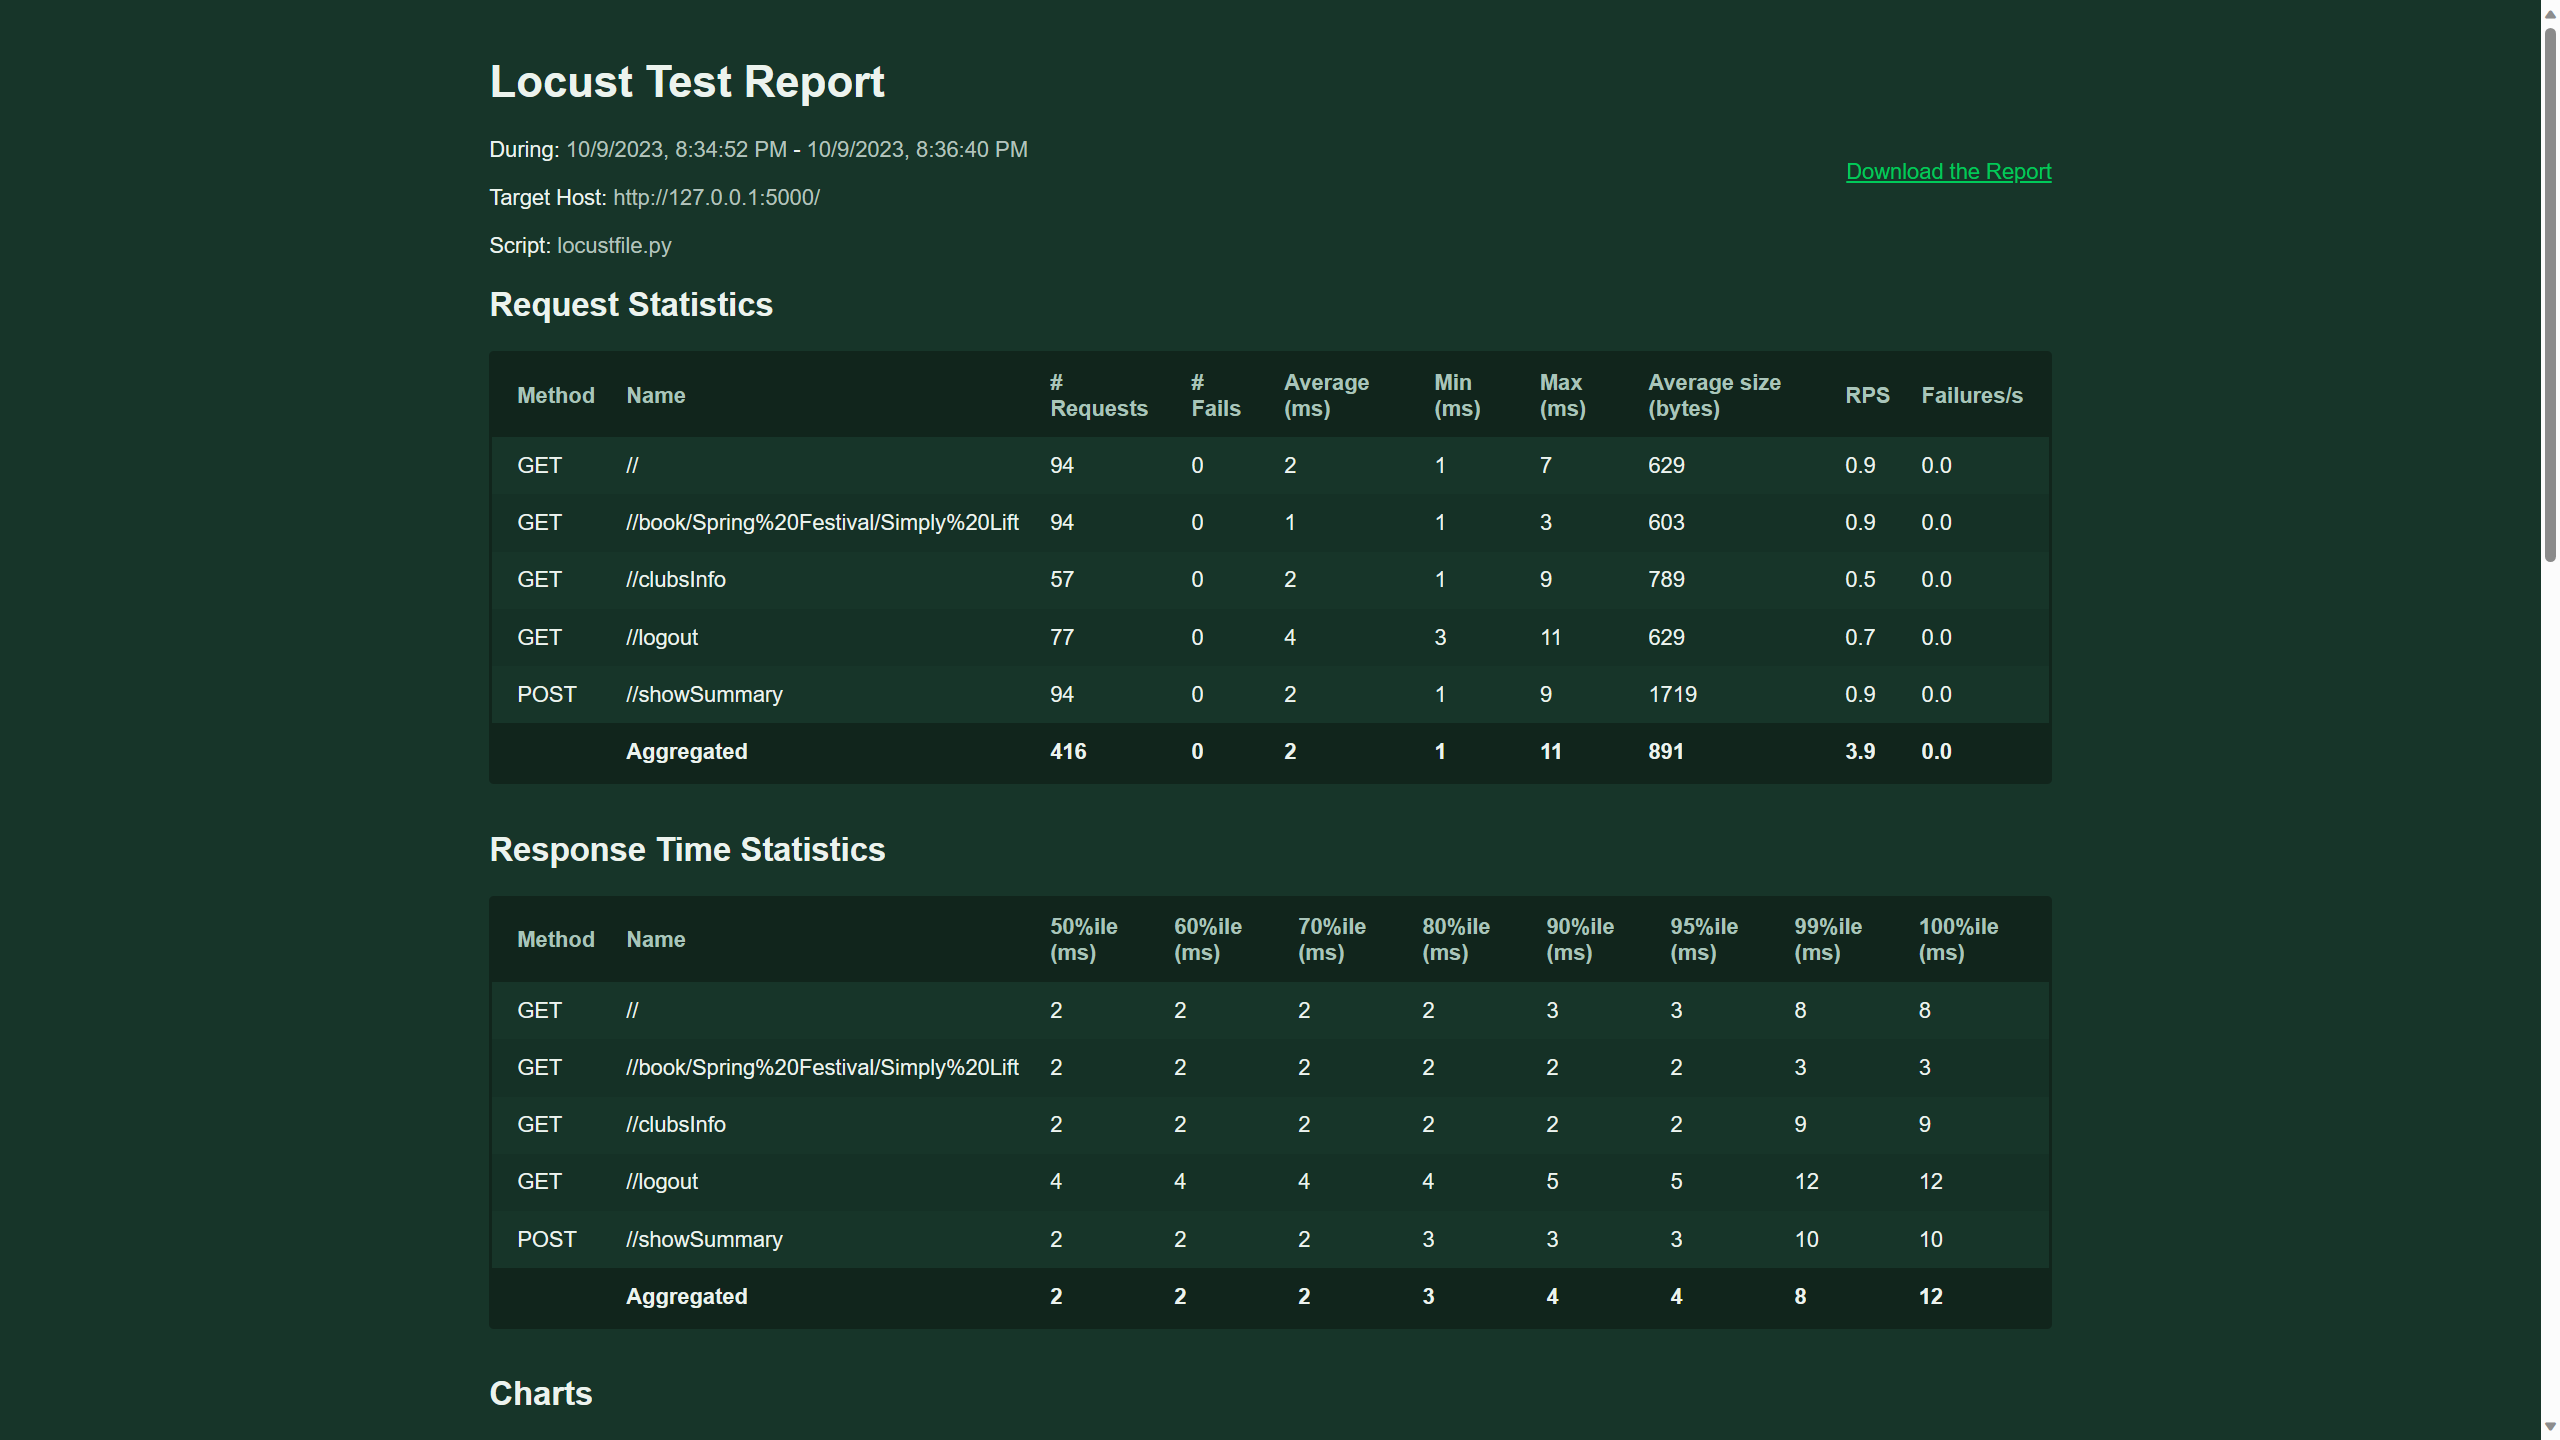 Locust Test Report
During: 10/9/2023, 8:34:52 PM - 10/9/2023, 8:36:40 PM
Download the Report
Target Host: http://127.0.0.1:5000/
Script: locustfile.py
Request Statistics
Method Name # Requests # Fails Average (ms) Min (ms) Max (ms) Average size (bytes) RPS Failures/s
GET // 94 0 2 1 7 629 0.9 0.0
GET //book/Spring%20Festival/Simply%20Lift 94 0 1 1 3 603 0.9 0.0
GET //clubsInfo 57 0 2 1 9 789 0.5 0.0
GET //logout 77 0 4 3 11 629 0.7 0.0
POST //showSummary 94 0 2 1 9 1719 0.9 0.0
Aggregated 416 0 2 1 11 891 3.9 0.0
Response Time Statistics
Method Name 50%ile (ms) 60%ile (ms) 70%ile (ms) 80%ile (ms) 90%ile (ms) 95%ile (ms) 99%ile (ms) 100%ile (ms)
GET // 2 2 2 2 3 3 8 8
GET //book/Spring%20Festival/Simply%20Lift 2 2 2 2 2 2 3 3
GET //clubsInfo 2 2 2 2 2 2 9 9
GET //logout 4 4 4 4 5 5 12 12
POST //showSummary 2 2 2 3 3 3 10 10
Aggregated 2 2 2 3 4 4 8 12
Charts